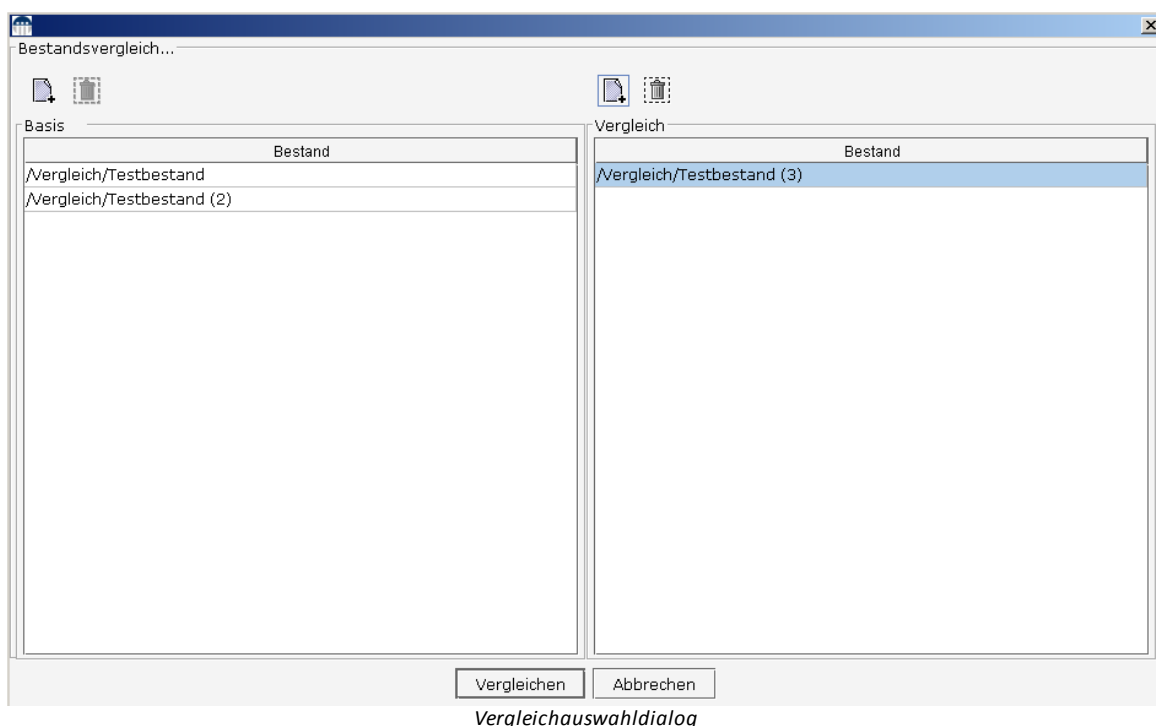 Bestandsvergleich...
Basis
Vergleich
Bestand
Bestand
/Vergleich/Testbestand
/Vergleich/Testbestand (3)
/Vergleich/Testbestand (2)
Vergleichen
Abbrechen
Vergleichauswahldialog